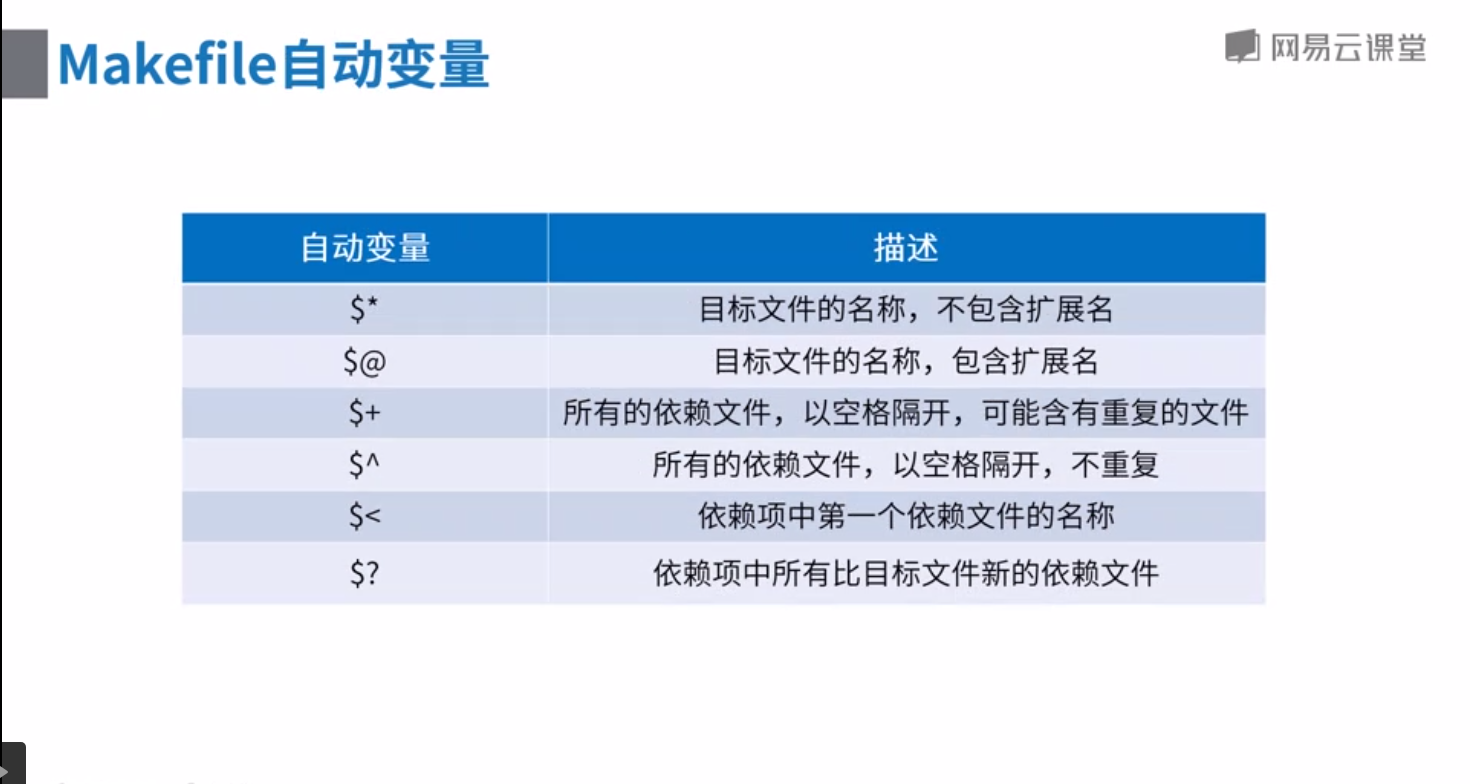 Makefile自动变量
网易云课堂
自动变量 描述
$* 目标文件的名称，不包含扩展名
$@ 目标文件的名称，包含扩展名
$+ 所有的依赖文件，以空格隔开，可能含有重复的文件
$^ 所有的依赖文件，以空格隔开，不重复
$< 依赖项中第一个依赖文件的名称
$? 依赖项中所有比目标文件新的依赖文件